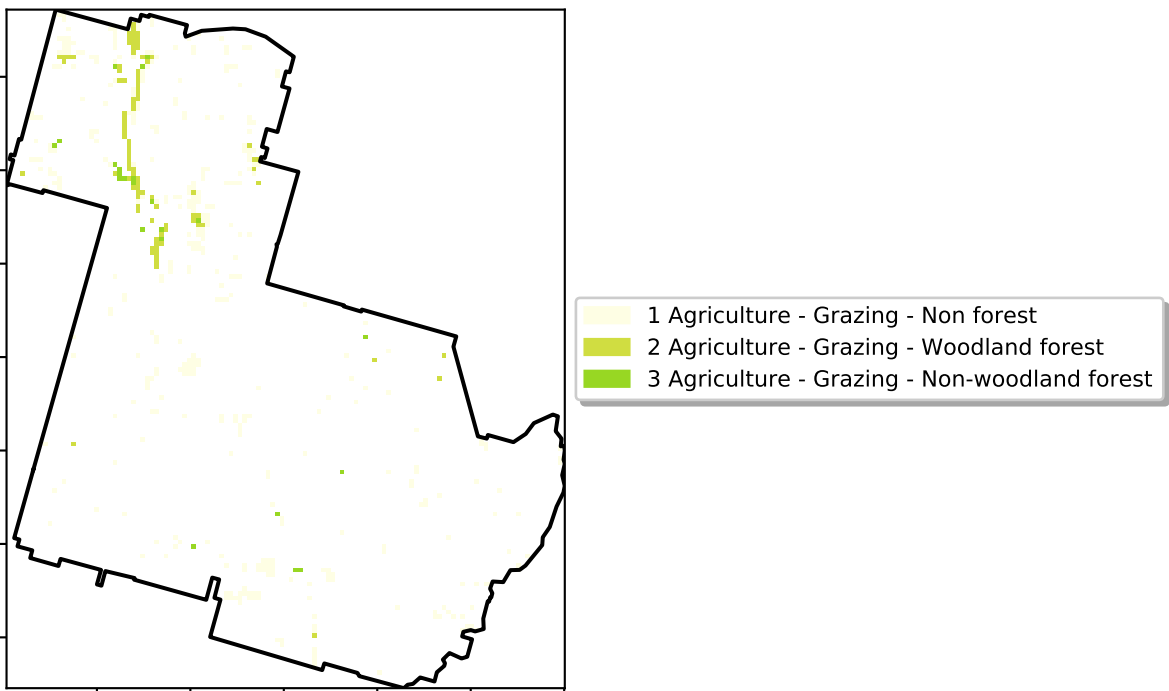 1 Agriculture - Grazing - Non forest
2 Agriculture - Grazing - Woodland forest
3 Agriculture - Grazing - Non-woodland forest